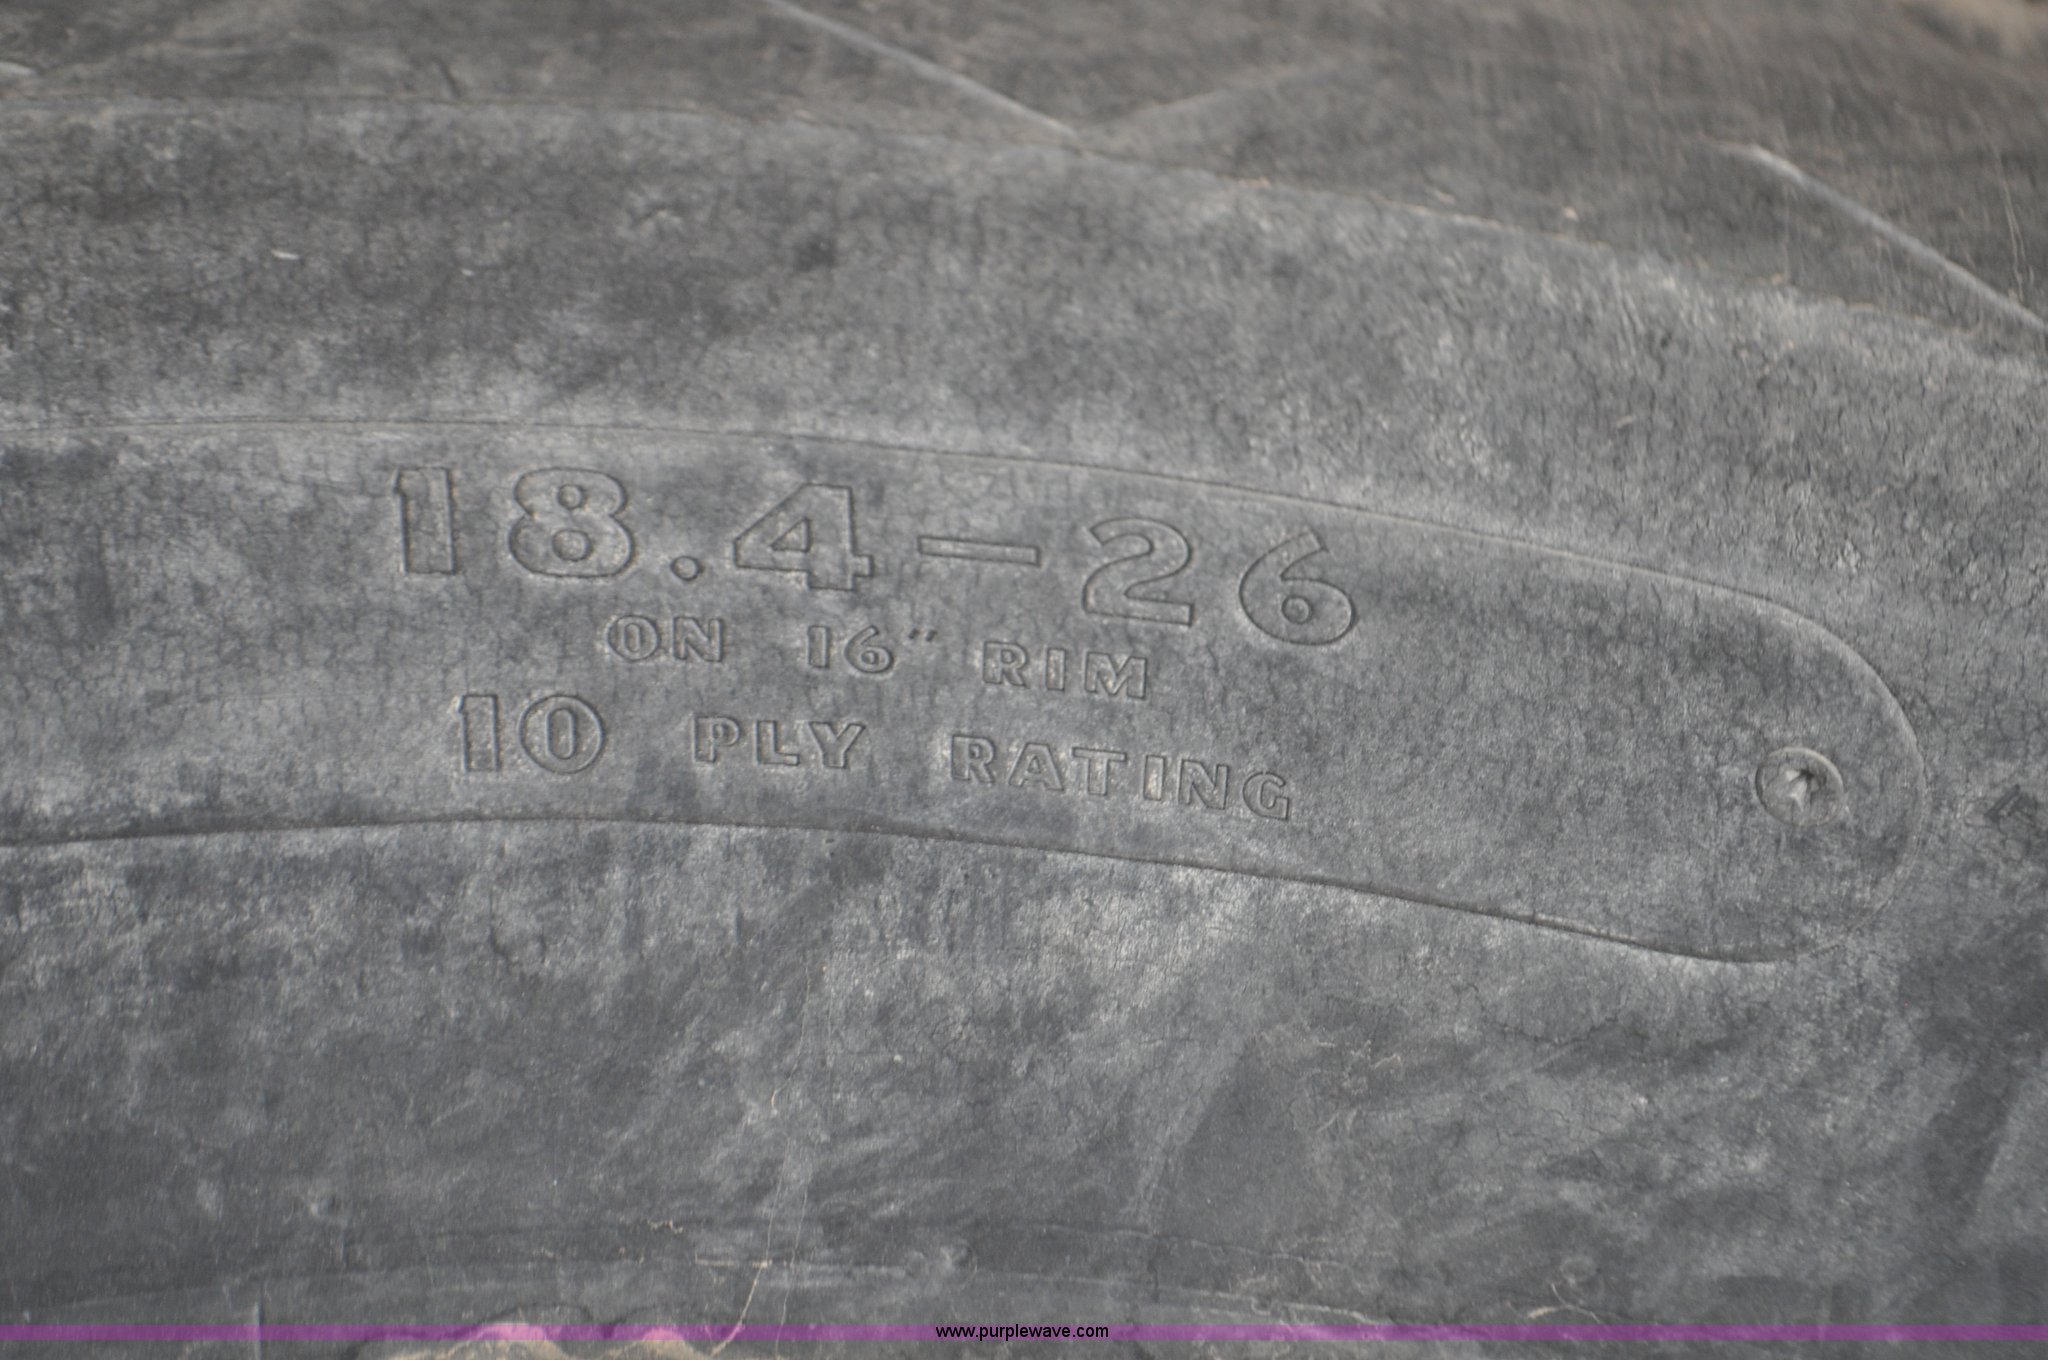 18.4-26
ON 16" RIM
10 PLY RATING
www.purplewave.com